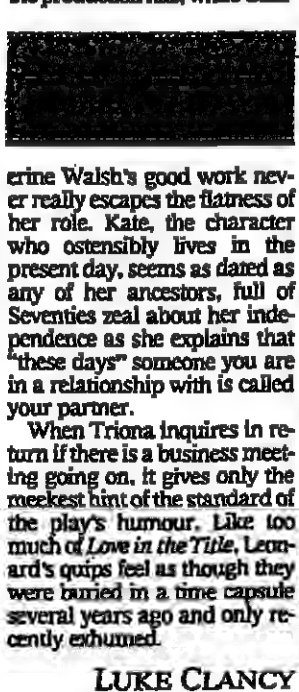 erine Walsh's good work nev-
er really escapes the flatness of
her role. Kate, the character
who ostensibly lives in the
present day, seems as dated as
any of her ancestors, full of
Seventies zeal about her inde-
pendence as she explains that
"these days" someone you are
in a relationship with is called
your partner.
When Triona inquires in re-
turn if there is a business meet-
ing going on, it gives only the
meekest hint of the standard of
the play's humour. Like too
much of Love in the Title, Leon-
ard's quips feel as though they
were buried in a time capsule
several years ago and only re-
cently exhumed.
LUKE CLANCY